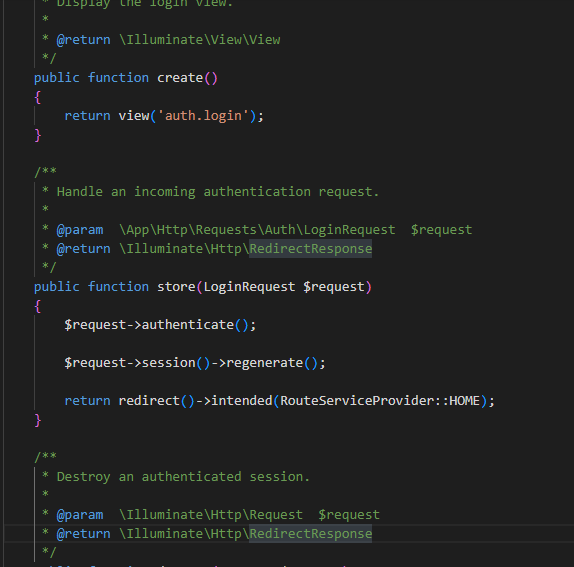 * Display the login view.
*
* @return \Illuminate\View\View
*/
public function create()
{
return view('auth.login');
}
/**
* Handle an incoming authentication request.
*
* @param  \App\Http\Requests\Auth\LoginRequest  $request
* @return \Illuminate\Http\RedirectResponse
*/
public function store(LoginRequest $request)
{
$request->authenticate();
$request->session()->regenerate();
return redirect()->intended(RouteServiceProvider::HOME);
}
/**
* Destroy an authenticated session.
*
* @param  \Illuminate\Http\Request  $request
* @return \Illuminate\Http\RedirectResponse
*/